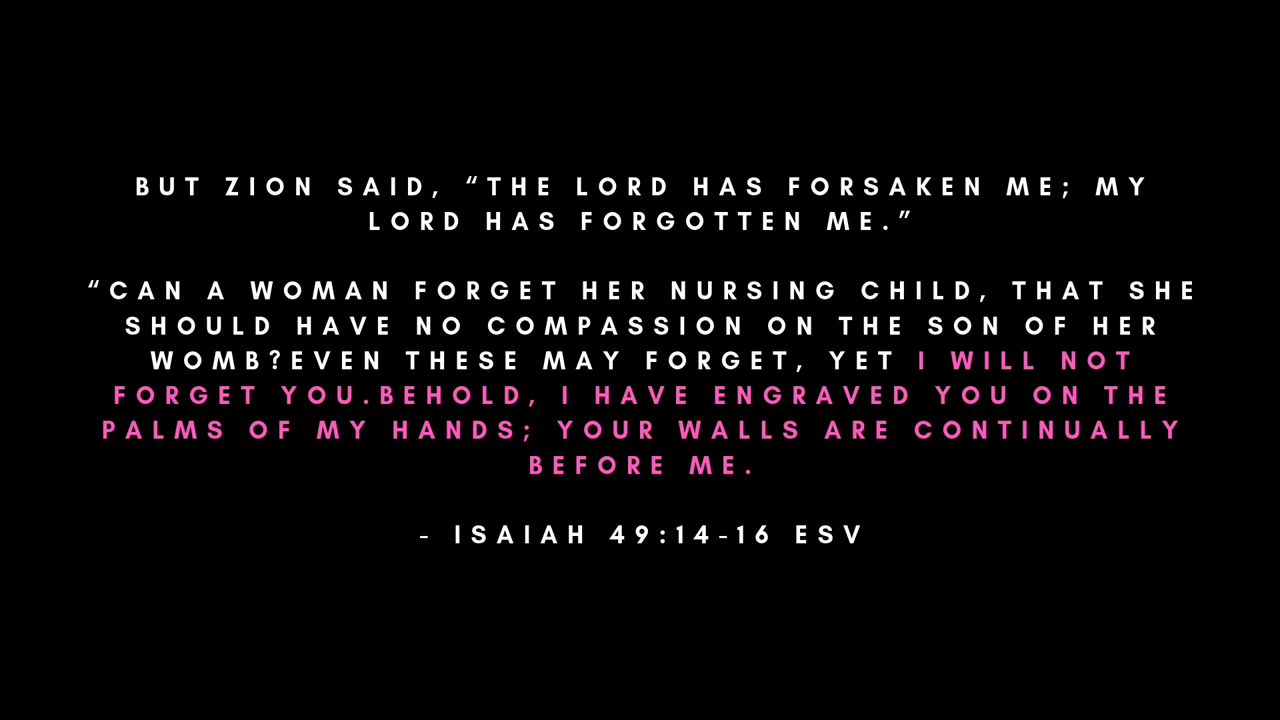 BUT ZION SAID, “THE LORD HAS FORSAKEN ME; MY
LORD HAS FORGOTTEN ME.”
“CAN A WOMAN FORGET HER NURSING CHILD, THAT SHE
SHOULD HAVE NO COMPASSION ON THE SON OF HER
WOMB?EVEN THESE MAY FORGET, YET I WILL NOT
FORGET YOU.BEHOLD, I HAVE ENGRAVED YOU ON THE
PALMS OF MY HANDS; YOUR WALLS ARE CONTINUALLY
BEFORE ME.
- ISAIAH 49:14-16 ESV